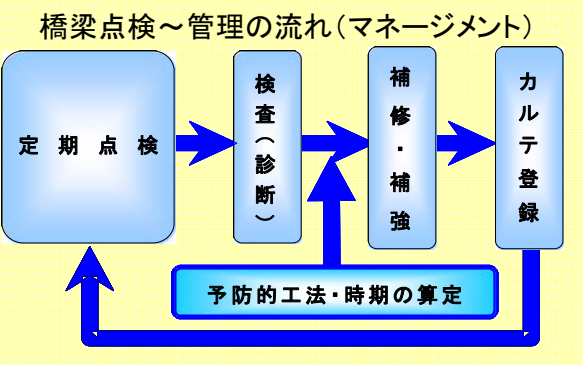 橋梁点検～管理の流れ(マネージメント)
定期点検
検査(診断)
補修・補強
カルテ登録
予防的工法・時期の算定